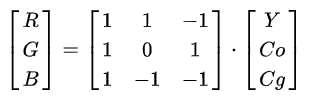 [R] = [1 1 −1] · [Y]
[G] [1 0 1] [Co]
[B] [1 −1 −1] [Cg]